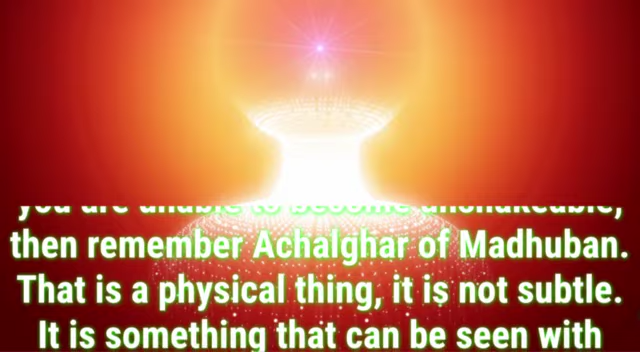 you are unable to become unshakeable,
then remember Achalghar of Madhuban.
That is a physical thing, it is not subtle.
It is something that can be seen with